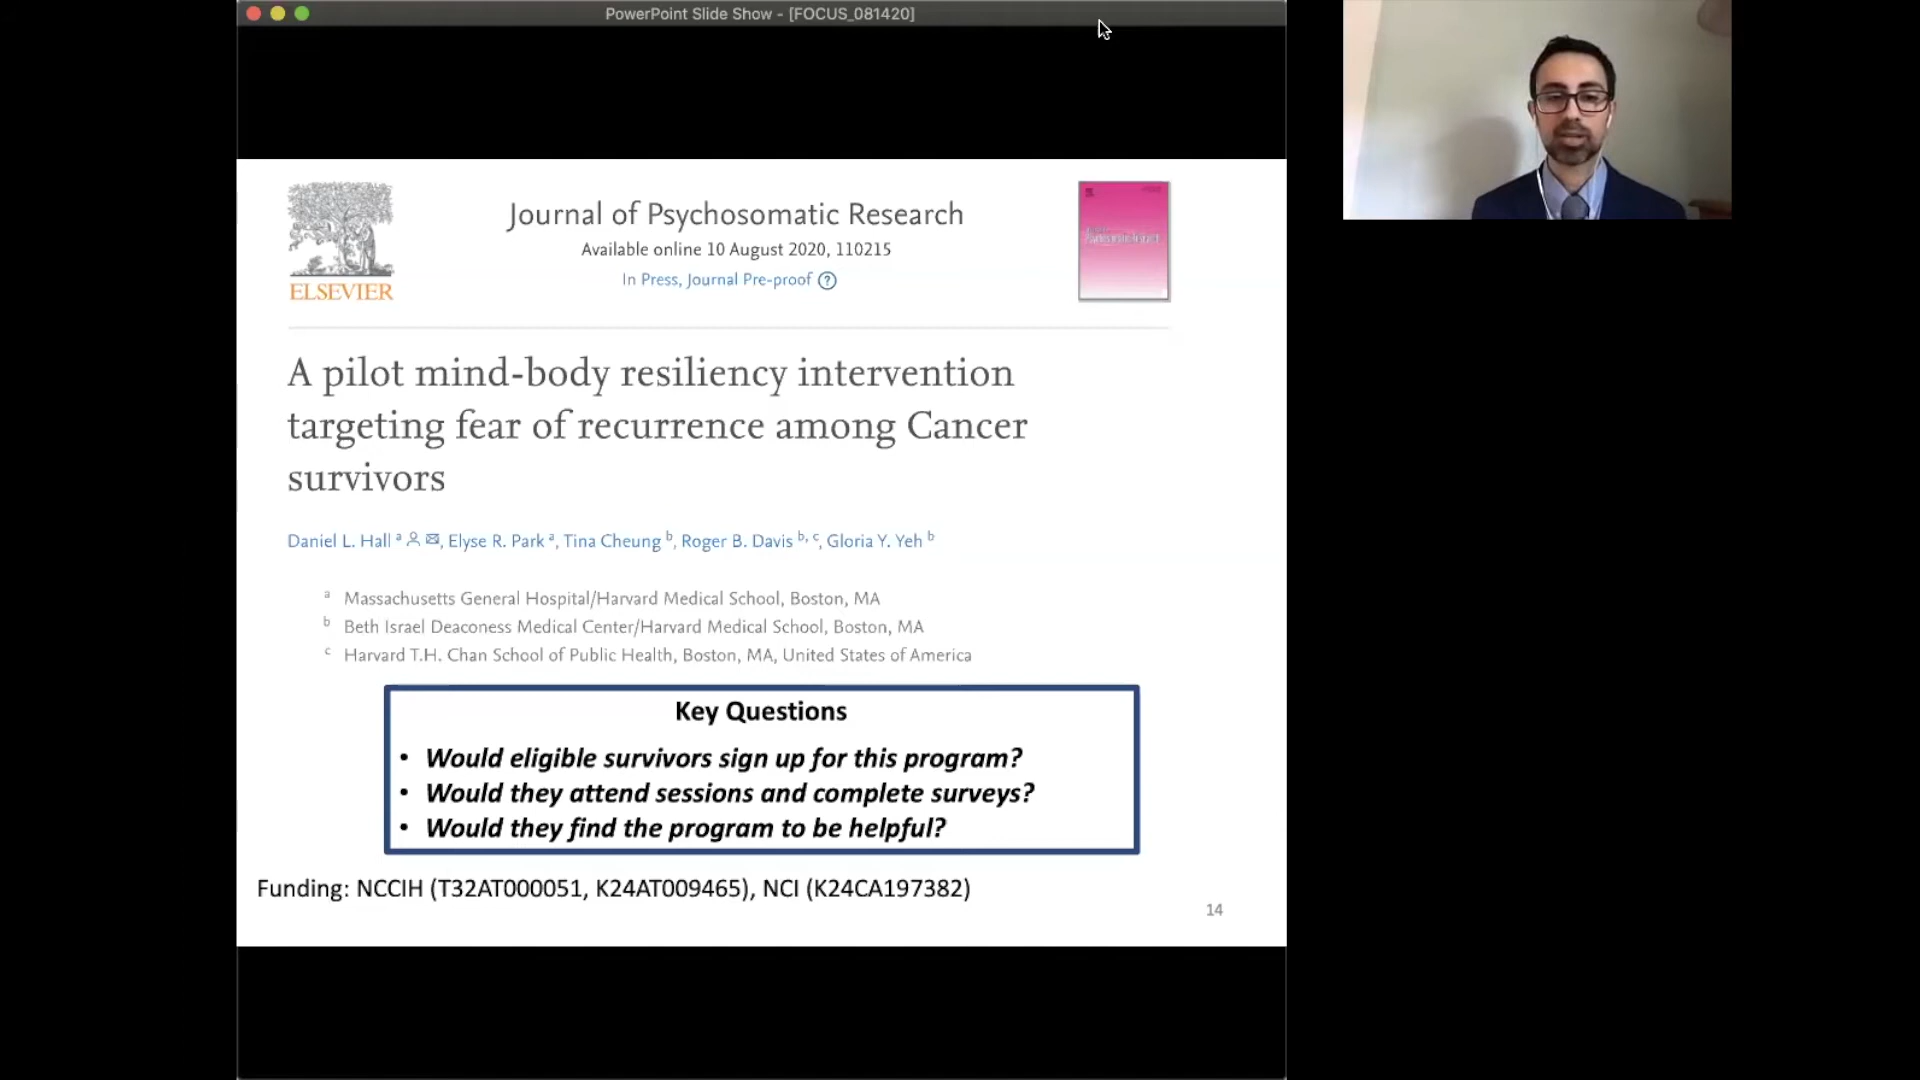 PowerPoint Slide Show - [FOCUS_081420]
Journal of Psychosomatic Research
Available online 10 August 2020, 110215
In Press, Journal Pre-proof ?
ELSEVIER
A pilot mind-body resiliency intervention
targeting fear of recurrence among Cancer
survivors
Daniel L. Hall a, Elyse R. Park a, Tina Cheung b, Roger B. Davis b, c, Gloria Y. Yeh b
a Massachusetts General Hospital/Harvard Medical School, Boston, MA
b Beth Israel Deaconess Medical Center/Harvard Medical School, Boston, MA
c Harvard T.H. Chan School of Public Health, Boston, MA, United States of America
Key Questions
• Would eligible survivors sign up for this program?
• Would they attend sessions and complete surveys?
• Would they find the program to be helpful?
Funding: NCCIH (T32AT000051, K24AT009465), NCI (K24CA197382)
14